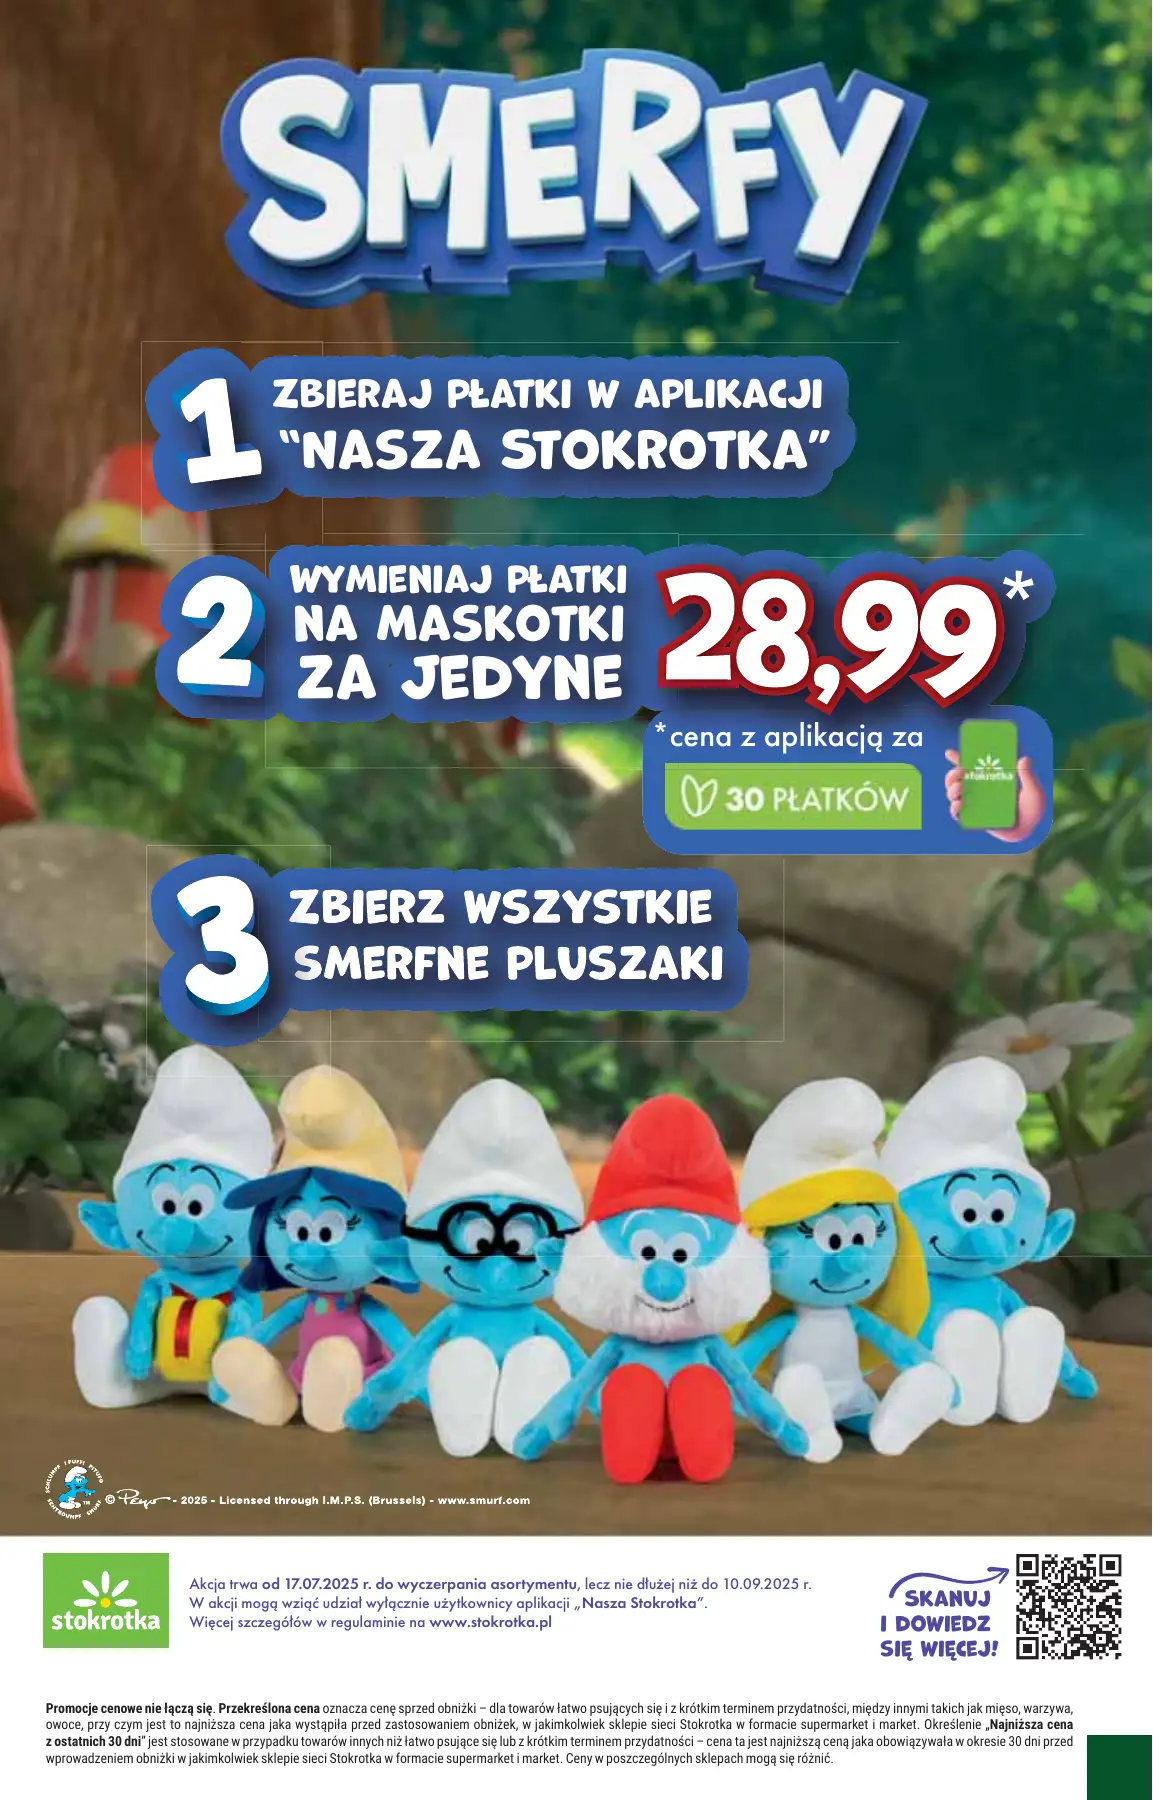 SMERFY
1 ZBIERAJ PŁATKI W APLIKACJI
“NASZA STOKROTKA”
2 WYMIENIAJ PŁATKI
NA MASKOTKI
ZA JEDYNE
28,99*
*cena z aplikacją za
30 PŁATKÓW
stokrotka
3 ZBIERZ WSZYSTKIE
SMERFNE PLUSZAKI
SCHLUMPF I PUFFI PITUFO
SMURF
TM
© Peyo - 2025 - Licensed through I.M.P.S. (Brussels) - www.smurf.com
stokrotka
Akcja trwa od 17.07.2025 r. do wyczerpania asortymentu, lecz nie dłużej niż do 10.09.2025 r.
W akcji mogą wziąć udział wyłącznie użytkownicy aplikacji „Nasza Stokrotka”.
Więcej szczegółów w regulaminie na www.stokrotka.pl
SKANUJ
I DOWIEDZ
SIĘ WIĘCEJ!
Promocje cenowe nie łączą się. Przekreślona cena oznacza cenę sprzed obniżki – dla towarów łatwo psujących się i z krótkim terminem przydatności, między innymi takich jak mięso, warzywa,
owoce, przy czym jest to najniższa cena jaka wystąpiła przed zastosowaniem obniżek, w jakimkolwiek sklepie sieci Stokrotka w formacie supermarket i market. Określenie „Najniższa cena
z ostatnich 30 dni” jest stosowane w przypadku towarów innych niż łatwo psujące się lub z krótkim terminem przydatności – cena ta jest najniższą ceną jaka obowiązywała w okresie 30 dni przed
wprowadzeniem obniżki w jakimkolwiek sklepie sieci Stokrotka w formacie supermarket i market. Ceny w poszczególnych sklepach mogą się różnić.